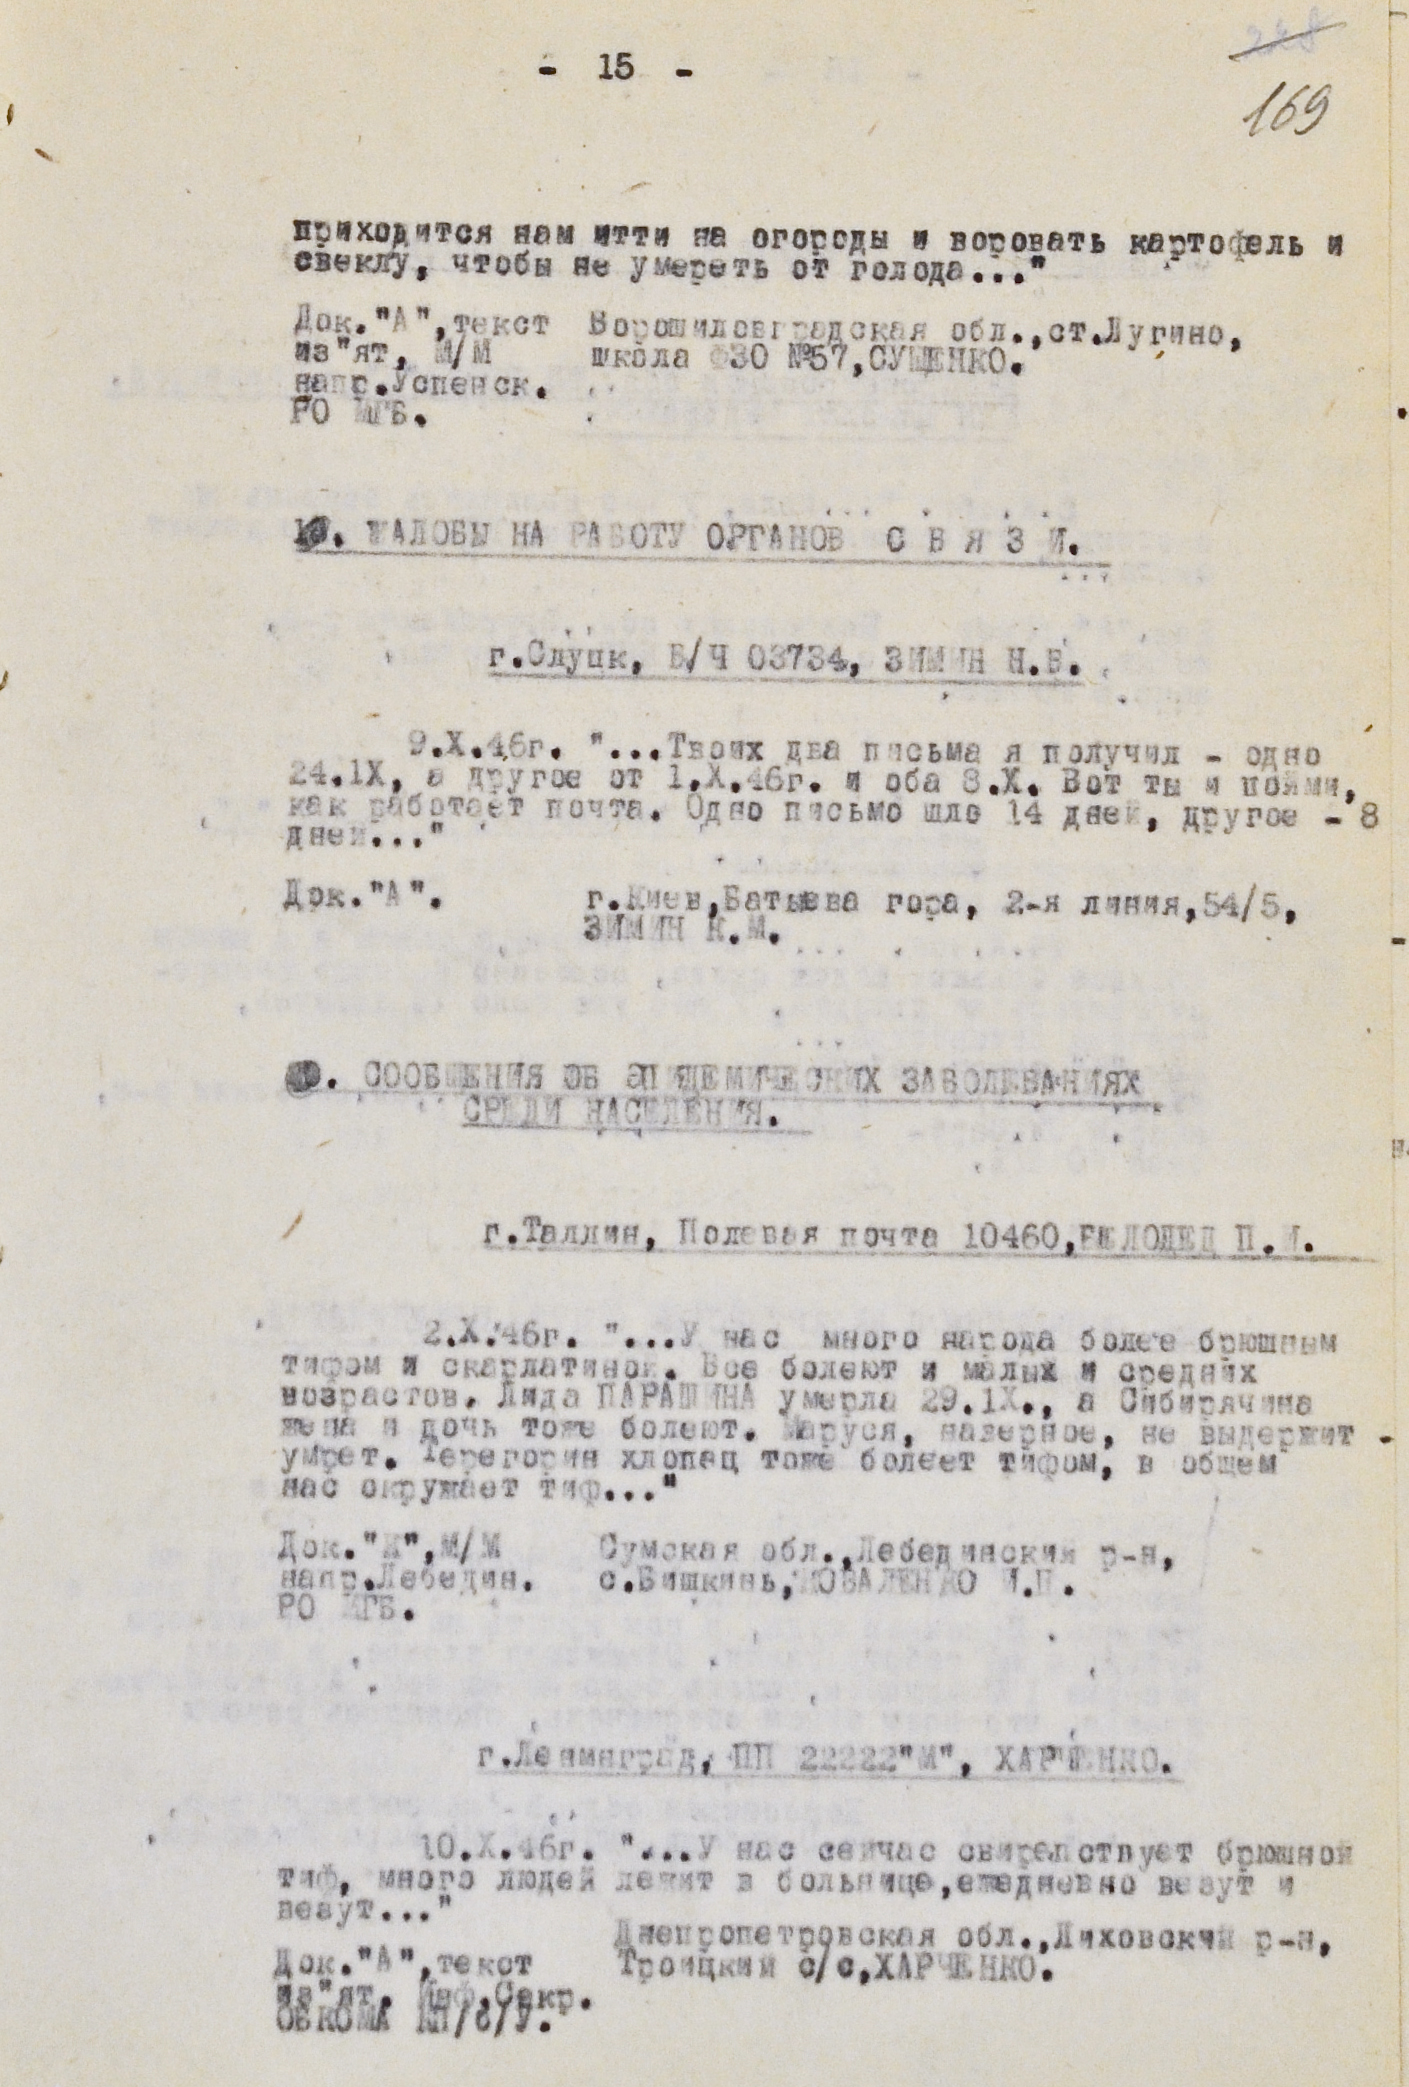 - 15 -
169
приходится нам итти на огороды и воровать картофель и
свеклу, чтобы не умереть от голода..."
Док."А",текст Ворошиловградская обл.,ст.Лугино,
из"ят, М/М школа ФЗО №57,СУЩЕНКО.
напр.Успенск.
РО МГБ.
ЖАЛОБЫ НА РАБОТУ ОРГАНОВ С В Я З И.
г.Слуцк, В/Ч 03734, ЗИМИН Н.В.
9.X.46г. "...Твоих два письма я получил - одно
24.1X, а другое от 1.X.46г. и оба 8.X. Вот ты и пойми,
как работает почта. Одно письмо шло 14 дней, другое - 8
дней..."
Док."А". г.Киев,Батыева гора, 2-я линия,54/5,
ЗИМИН К.М.
СООБЩЕНИЯ ОБ ЭПИДЕМИЧЕСКИХ ЗАБОЛЕВАНИЯХ
СРЕДИ НАСЕЛЕНИЯ.
г.Таллин, Полевая почта 10460,БЕЛОДЕД П.И.
2.X.46г. "...У нас много народа более брюшным
тифом и скарлатиной. Все болеют и малых и средних
возрастов. Лида ПАРАШИНА умерла 29.1X., а Сибирячина
жена и дочь тоже болеют. Маруся, наверное, не выдержит -
умрет. Терегорин хлопец тоже болеет тифом, в общем
нас окружает тиф..."
Док."К",М/М Сумская обл.,Лебединский р-н,
напр.Лебедин. с.Бишкинь,КОВАЛЕНКО И.П.
РО МГБ.
г.Ленинград, ПП 22222"М", ХАРЧЕНКО.
10.X.46г. "...У нас сейчас свирепствует брюшной
тиф, много людей лежит в больнице,ежедневно везут и
везут..."
Днепропетровская обл.,Лиховский р-н,
Док."А",текст Троицкий с/с,ХАРЧЕНКО.
из"ят. Инф.Секр.
ОБКОМА КП/б/У.